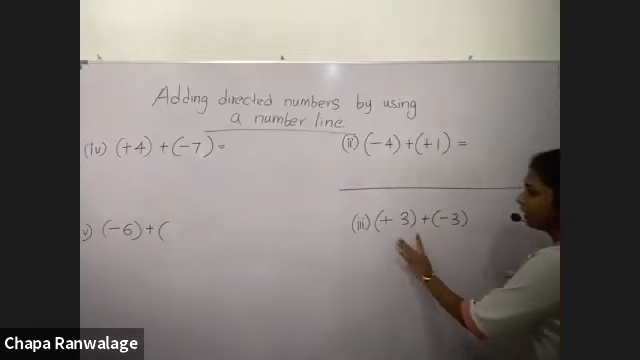 Adding directed numbers by using
a number line
(iv) (+4) + (-7) =
(ii) (-4) + (+1) =
v) (-6) + (
(iii) (+ 3) + (-3)
Chapa Ranwalage